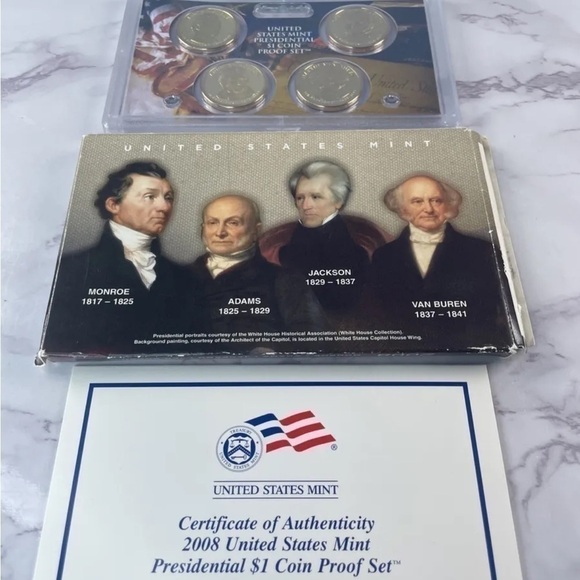 UNITED
STATES MINT
PRESIDENTIAL
$1 COIN
PROOF SET™
UNITED STATES MINT
MONROE
1817 – 1825
ADAMS
1825 – 1829
JACKSON
1829 – 1837
VAN BUREN
1837 – 1841
Presidential portraits courtesy of the White House Historical Association (White House Collection).
Background painting, courtesy of the Architect of the Capitol, is located in the United States Capitol House Wing.
UNITED STATES MINT
Certificate of Authenticity
2008 United States Mint
Presidential $1 Coin Proof Set™